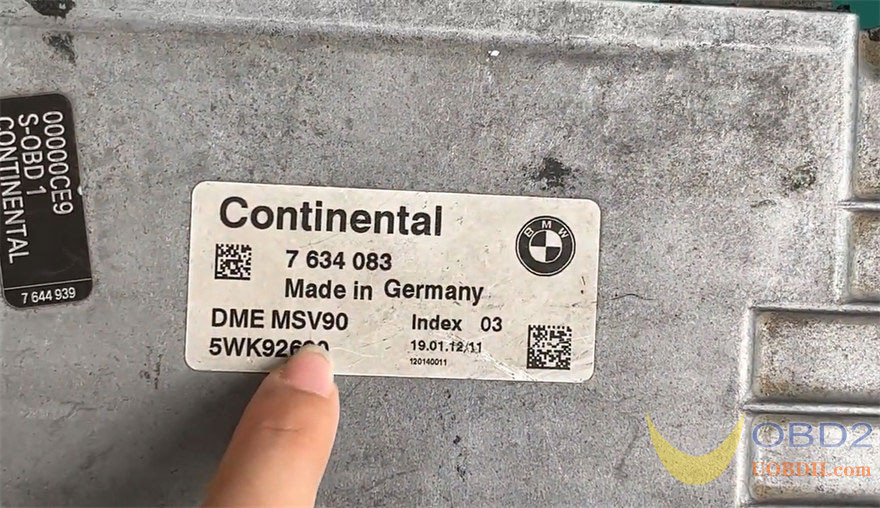 00000CE9
S-OBD 1
CONTINENTAL
7 644 939
Continental
BMW
7 634 083
Made in Germany
DME MSV90
Index 03
19.01.12/11
120140011
OBD2
UOBDII.com